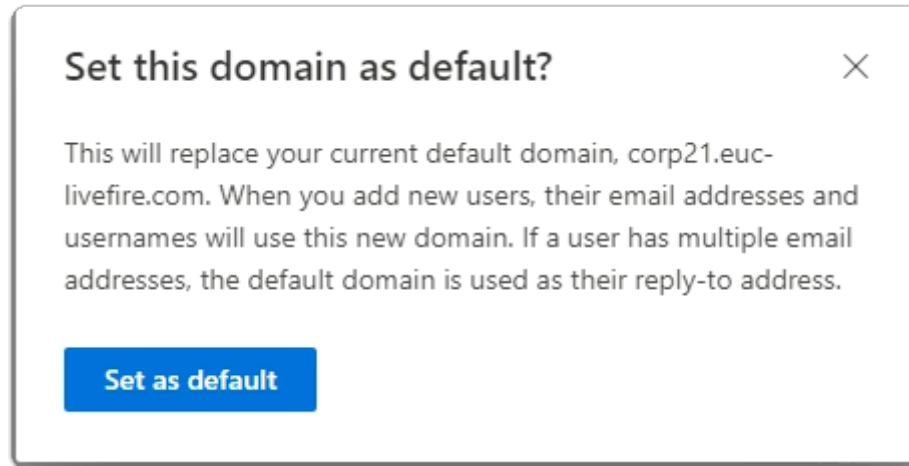 Set this domain as default?
This will replace your current default domain, corp21.euc-
livefire.com. When you add new users, their email addresses and
usernames will use this new domain. If a user has multiple email
addresses, the default domain is used as their reply-to address.
Set as default